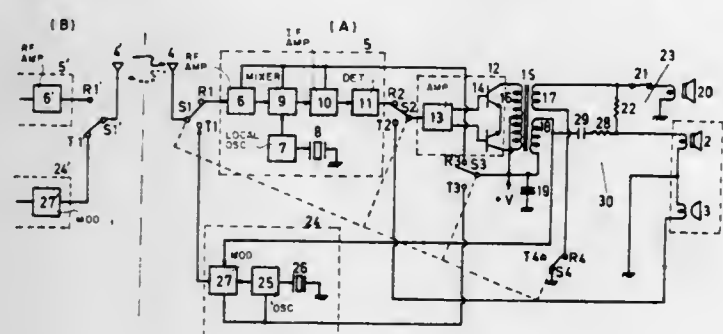 (B)
(A)
5'
RF
AMP
6'
R1'
T1'
S1'
24'
27
MOD
4'
S''
4
RF
AMP
S1
R1
T1
I.F
AMP
5
MIXER
DET
6
9
10
11
LOCAL
OSC
7
8
R2
S2
T2
12
AMP
13
14
15
16
17
18
R3
S3
T3
+V
19
21
23
20
22
29
28
2
30
3
T4
R4
S4
24
MOD
27
25
OSC
26